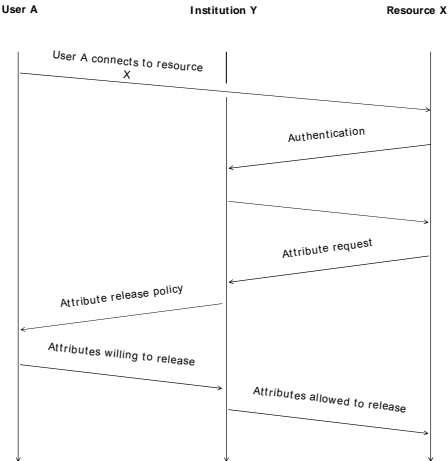 User A
Institution Y
Resource X
User A connects to resource
X
Authentication
Attribute request
Attribute release policy
Attributes willing to release
Attributes allowed to release